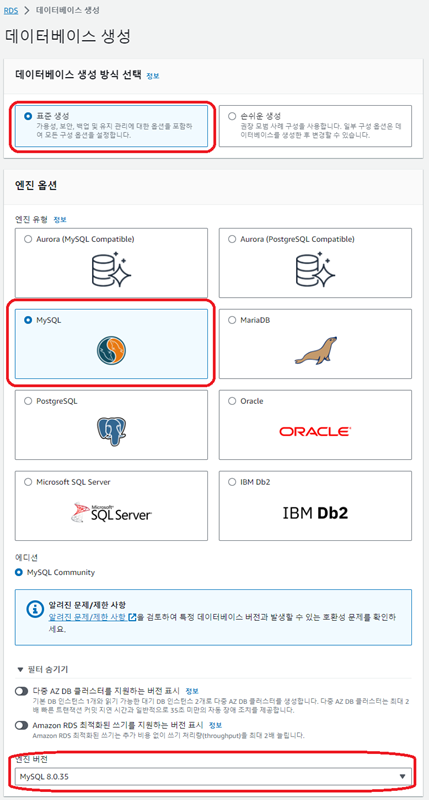 RDS > 데이터베이스 생성
데이터베이스 생성
데이터베이스 생성 방식 선택 정보
표준 생성
가용성, 보안, 백업 및 유지 관리에 대한 옵션을 포함하
여 모든 구성 옵션을 설정합니다.
손쉬운 생성
권장 모범 사례 구성을 사용합니다. 일부 구성 옵션은 데
이터베이스를 생성한 후 변경할 수 있습니다.
엔진 옵션
엔진 유형 정보
Aurora (MySQL Compatible)
Aurora (PostgreSQL Compatible)
MySQL
MariaDB
PostgreSQL
Oracle
ORACLE
Microsoft SQL Server
Microsoft
SQL Server
IBM Db2
IBM Db2
에디션
MySQL Community
알려진 문제/제한 사항
알려진 문제/제한 사항을 검토하여 특정 데이터베이스 버전과 발생할 수 있는 호환성 문제를 확인하
세요.
▼ 필터 숨기기
다중 AZ DB 클러스터를 지원하는 버전 표시 정보
기본 DB 인스턴스 1개와 읽기 가능한 대기 DB 인스턴스 2개로 다중 AZ DB 클러스터를 생성합니다. 다중 AZ DB 클러스터는 최대 2
배 빠른 트랜잭션 커밋 지연 시간과 일반적으로 35초 미만의 자동 장애 조치를 제공합니다.
Amazon RDS 최적화된 쓰기를 지원하는 버전 표시 정보
Amazon RDS 최적화된 쓰기는 추가 비용 없이 쓰기 처리량(throughput)을 최대 2배 늘립니다.
엔진 버전
MySQL 8.0.35